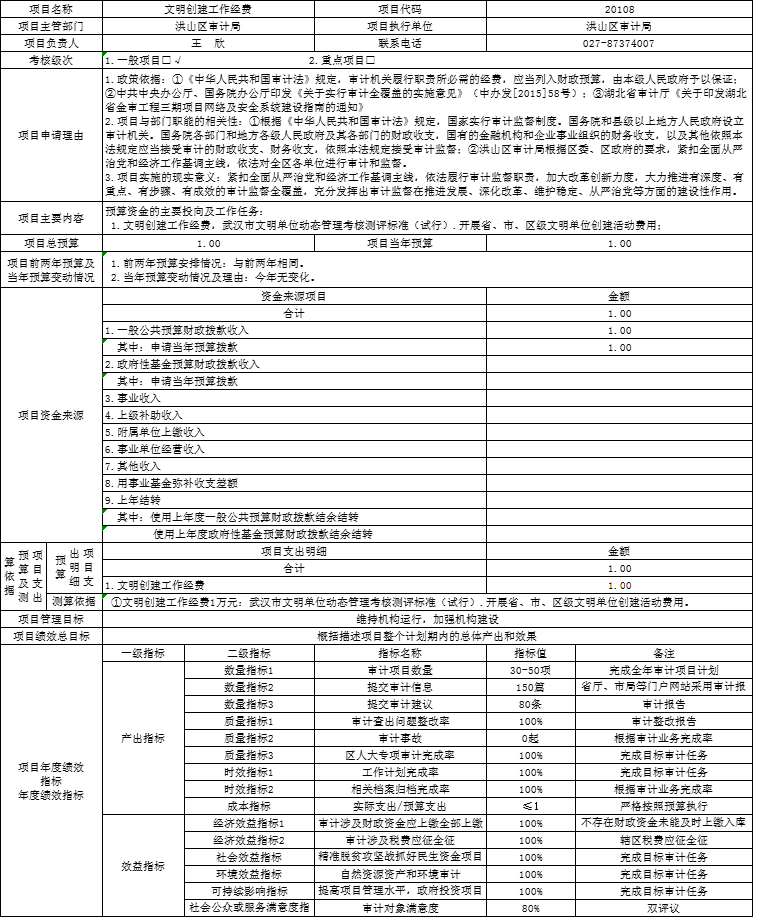 项目名称 文明创建工作经费 项目代码 20108
项目主管部门 洪山区审计局 项目执行单位 洪山区审计局
项目负责人 王 欣 联系电话 027-87374007
考核级次 1.一般项目□√ 2.重点项目□
项目申请理由
1.政策依据：①《中华人民共和国审计法》规定，审计机关履行职责所必需的经费，应当列入财政预算，由本级人民政府予以保证；
②中共中央办公厅、国务院办公厅印发《关于实行审计全覆盖的实施意见》（中办发[2015]58号）；③湖北省审计厅《关于印发湖北
省金审工程三期项目网络及安全系统建设指南的通知》
2.项目与部门职能的相关性：①根据《中华人民共和国审计法》规定，国家实行审计监督制度。国务院和县级以上地方人民政府设立
审计机关。国务院各部门和地方各级人民政府及其各部门的财政收支，国有的金融机构和企业事业组织的财务收支，以及其他依照本
法规定应当接受审计的财政收支、财务收支，依照本法规定接受审计监督；②洪山区审计局根据区委、区政府的要求，紧扣全面从严
治党和经济工作基调主线，依法对全区各单位进行审计和监督。
3.项目实施的现实意义：紧扣全面从严治党和经济工作基调主线，依法履行审计监督职责，加大改革创新力度，大力推进有深度、有
重点、有步骤、有成效的审计监督全覆盖，充分发挥出审计监督在推进发展、深化改革、维护稳定、从严治党等方面的建设性作用。
项目主要内容
预算资金的主要投向及工作任务：
1.文明创建工作经费，武汉市文明单位动态管理考核测评标准（试行）.开展省、市、区级文明单位创建活动费用；
项目总预算 1.00 项目当年预算 1.00
项目前两年预算及
当年预算变动情况
1.前两年预算安排情况：与前两年相同。
2.当年预算变动情况及理由：今年无变化。
项目资金来源
资金来源项目 金额
合计 1.00
1.一般公共预算财政拨款收入 1.00
其中：申请当年预算拨款 1.00
2.政府性基金预算财政拨款收入
其中：申请当年预算拨款
3.事业收入
4.上级补助收入
5.附属单位上缴收入
6.事业单位经营收入
7.其他收入
8.用事业基金弥补收支差额
9.上年结转
其中：使用上年度一般公共预算财政拨款结余结转
使用上年度政府性基金预算财政拨款结余结转
项目支出预算及测算依据
项目支出明细预算
项目支出明细 金额
合计 1.00
1.文明创建工作经费 1.00
测算依据 ①文明创建工作经费1万元：武汉市文明单位动态管理考核测评标准（试行）.开展省、市、区级文明单位创建活动费用。
项目管理目标 维持机构运行，加强机构建设
项目绩效总目标 概括描述项目整个计划期内的总体产出和效果
项目年度绩效
指标
年度绩效指标
一级指标 二级指标 指标名称 指标值 备注
产出指标
数量指标1 审计项目数量 30-50项 完成全年审计项目计划
数量指标2 提交审计信息 150篇 省厅、市局等门户网站采用审计报
数量指标3 提交审计建议 80条 审计报告
质量指标1 审计查出问题整改率 100% 审计整改报告
质量指标2 审计事故 0起 根据审计业务完成率
质量指标3 区人大专项审计完成率 100% 完成目标审计任务
时效指标1 工作计划完成率 100% 完成目标审计任务
时效指标2 相关档案归档完成率 100% 根据审计业务完成率
成本指标 实际支出/预算支出 ≤1 严格按照预算执行
效益指标
经济效益指标1 审计涉及财政资金应上缴全部上缴 100% 不存在财政资金未能及时上缴入库
经济效益指标2 审计涉及税费应征全征 100% 辖区税费应征全征
社会效益指标 精准脱贫攻坚战抓好民生资金项目 100% 完成目标审计任务
环境效益指标 自然资源资产和环境审计 100% 完成目标审计任务
可持续影响指标 提高项目管理水平，政府投资项目 100% 完成目标审计任务
社会公众或服务满意度指 审计对象满意度 80% 双评议